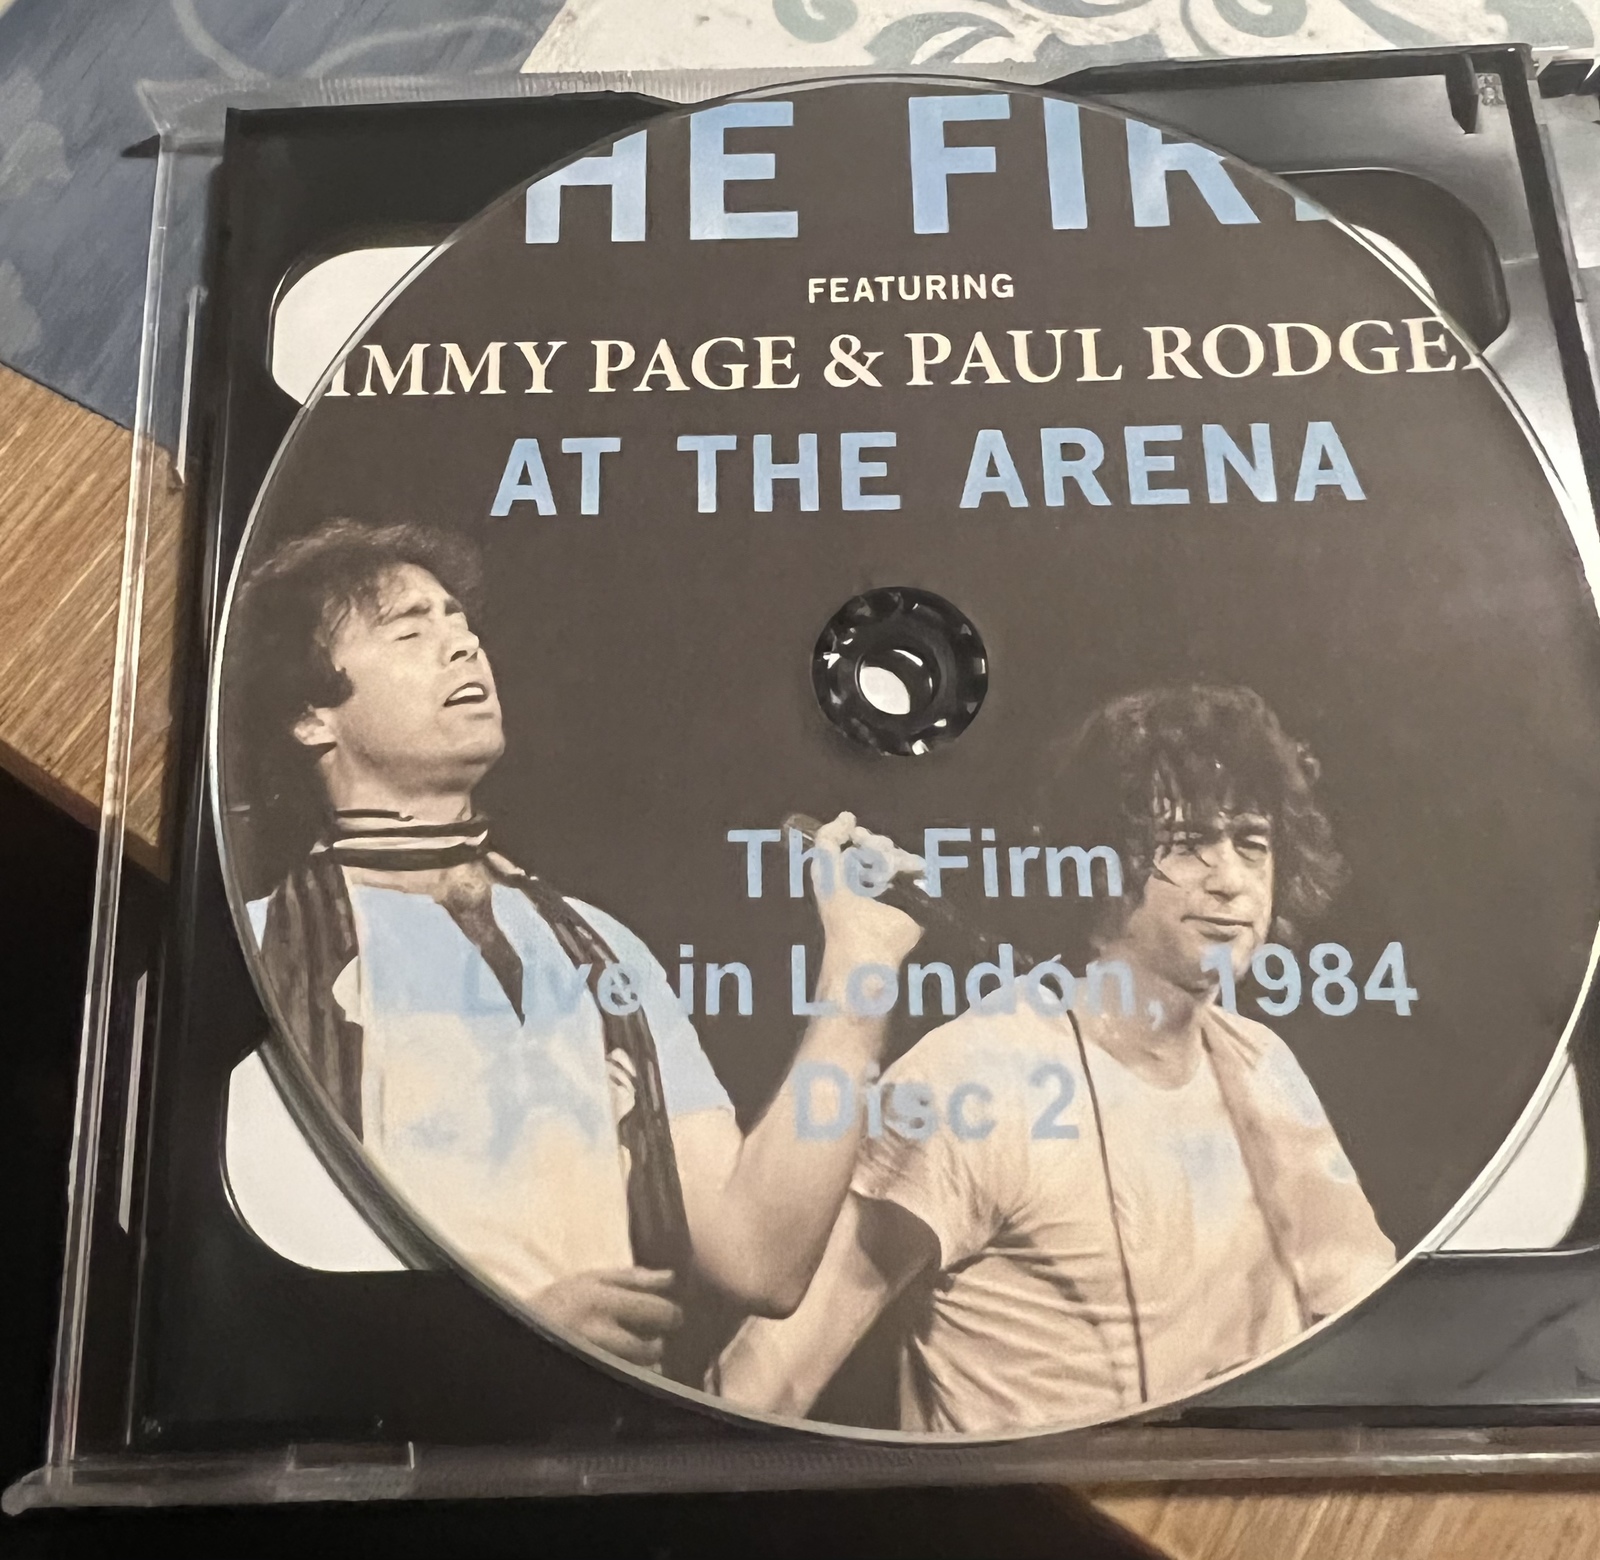 HE FIR
FEATURING
IMMY PAGE & PAUL RODGE
AT THE ARENA
The Firm
Live in London, 1984
Disc 2